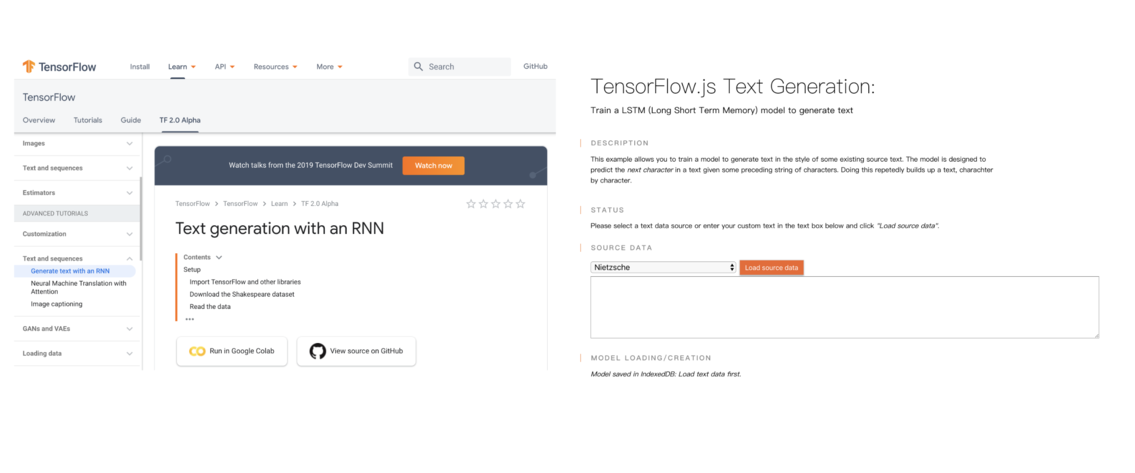 TensorFlow
Install
Learn
API
Resources
More
Search
GitHub
TensorFlow
Overview
Tutorials
Guide
TF 2.0 Alpha
Images
Text and sequences
Estimators
ADVANCED TUTORIALS
Customization
Text and sequences
Generate text with an RNN
Neural Machine Translation with
Attention
Image captioning
GANs and VAEs
Loading data
Watch talks from the 2019 TensorFlow Dev Summit
Watch now
TensorFlow > TensorFlow > Learn > TF 2.0 Alpha
Text generation with an RNN
Contents
Setup
Import TensorFlow and other libraries
Download the Shakespeare dataset
Read the data
•••
Run in Google Colab
View source on GitHub
TensorFlow.js Text Generation:
Train a LSTM (Long Short Term Memory) model to generate text
DESCRIPTION
This example allows you to train a model to generate text in the style of some existing source text. The model is designed to
predict the next character in a text given some preceding string of characters. Doing this repetedly builds up a text, charachter
by character.
STATUS
Please select a text data source or enter your custom text in the text box below and click "Load source data".
SOURCE DATA
Nietzsche
Load source data
MODEL LOADING/CREATION
Model saved in IndexedDB: Load text data first.